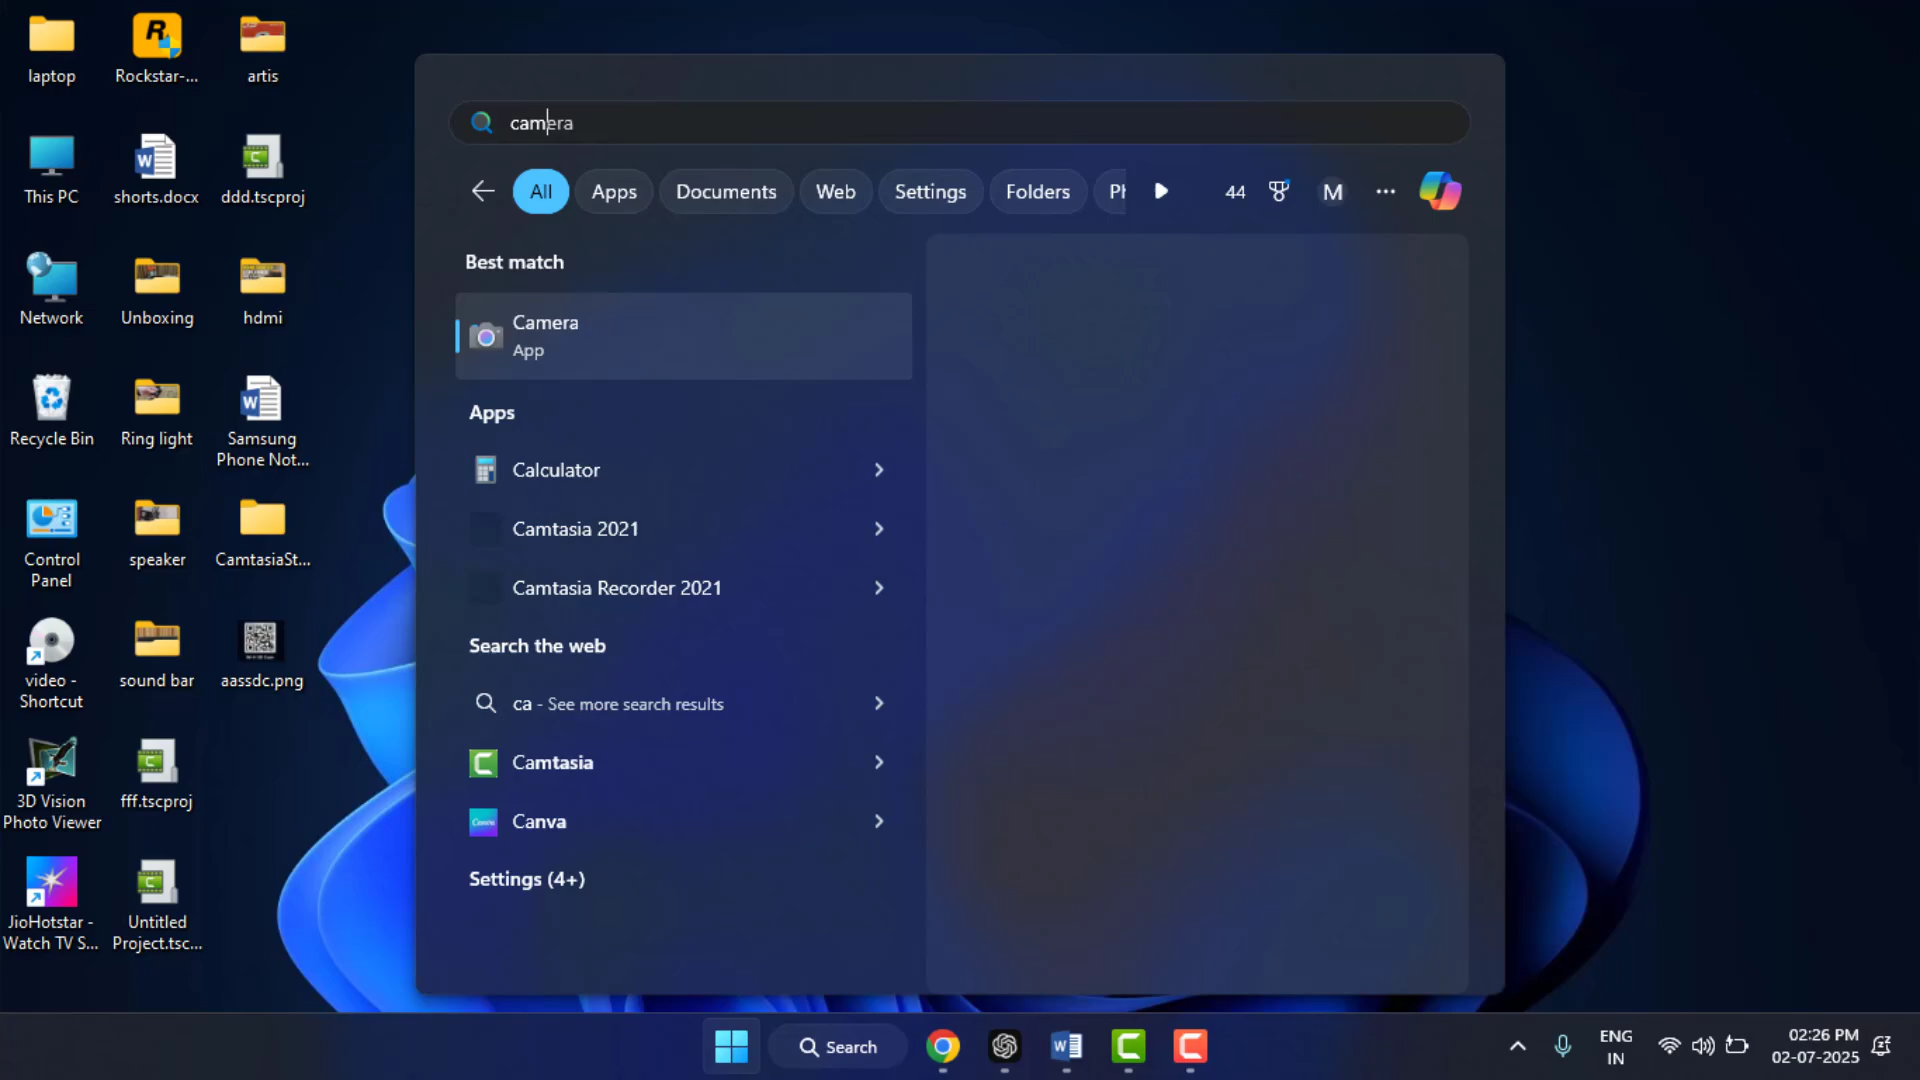 laptop
Rockstar-...
artis
This PC
shorts.docx
ddd.tscproj
Network
Unboxing
hdmi
Recycle Bin
Ring light
Samsung
Phone Not...
Control
Panel
speaker
CamtasiaSt...
video -
Shortcut
sound bar
aassdc.png
3D Vision
Photo Viewer
fff.tscproj
JioHotstar -
Watch TV S...
Untitled
Project.tsc...
camera
All
Apps
Documents
Web
Settings
Folders
Ph
44
M
Best match
Camera
App
Apps
Calculator
Camtasia 2021
Camtasia Recorder 2021
Search the web
ca - See more search results
Camtasia
Canva
Settings (4+)
Search
ENG
IN
02:26 PM
02-07-2025